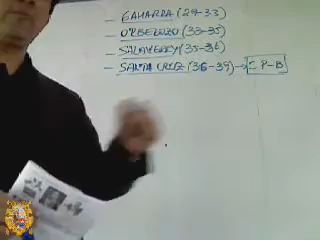 - GAMARRA (29-33)
- ORBEGOZO (33-35)
- SALAVERRY (35-36)
- SANTA CRUZ (36-39) → C P-B